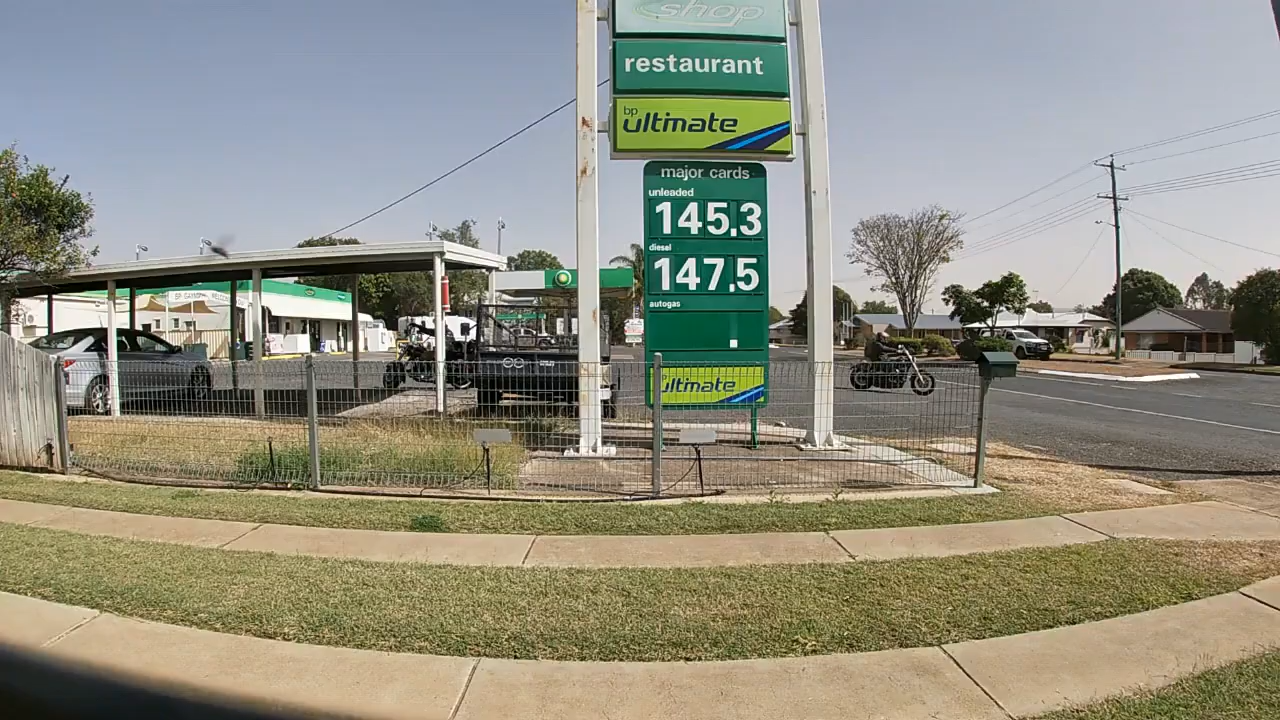 shop
restaurant
bp
ultimate
major cards
unleaded
145.3
diesel
147.5
autogas
ultimate